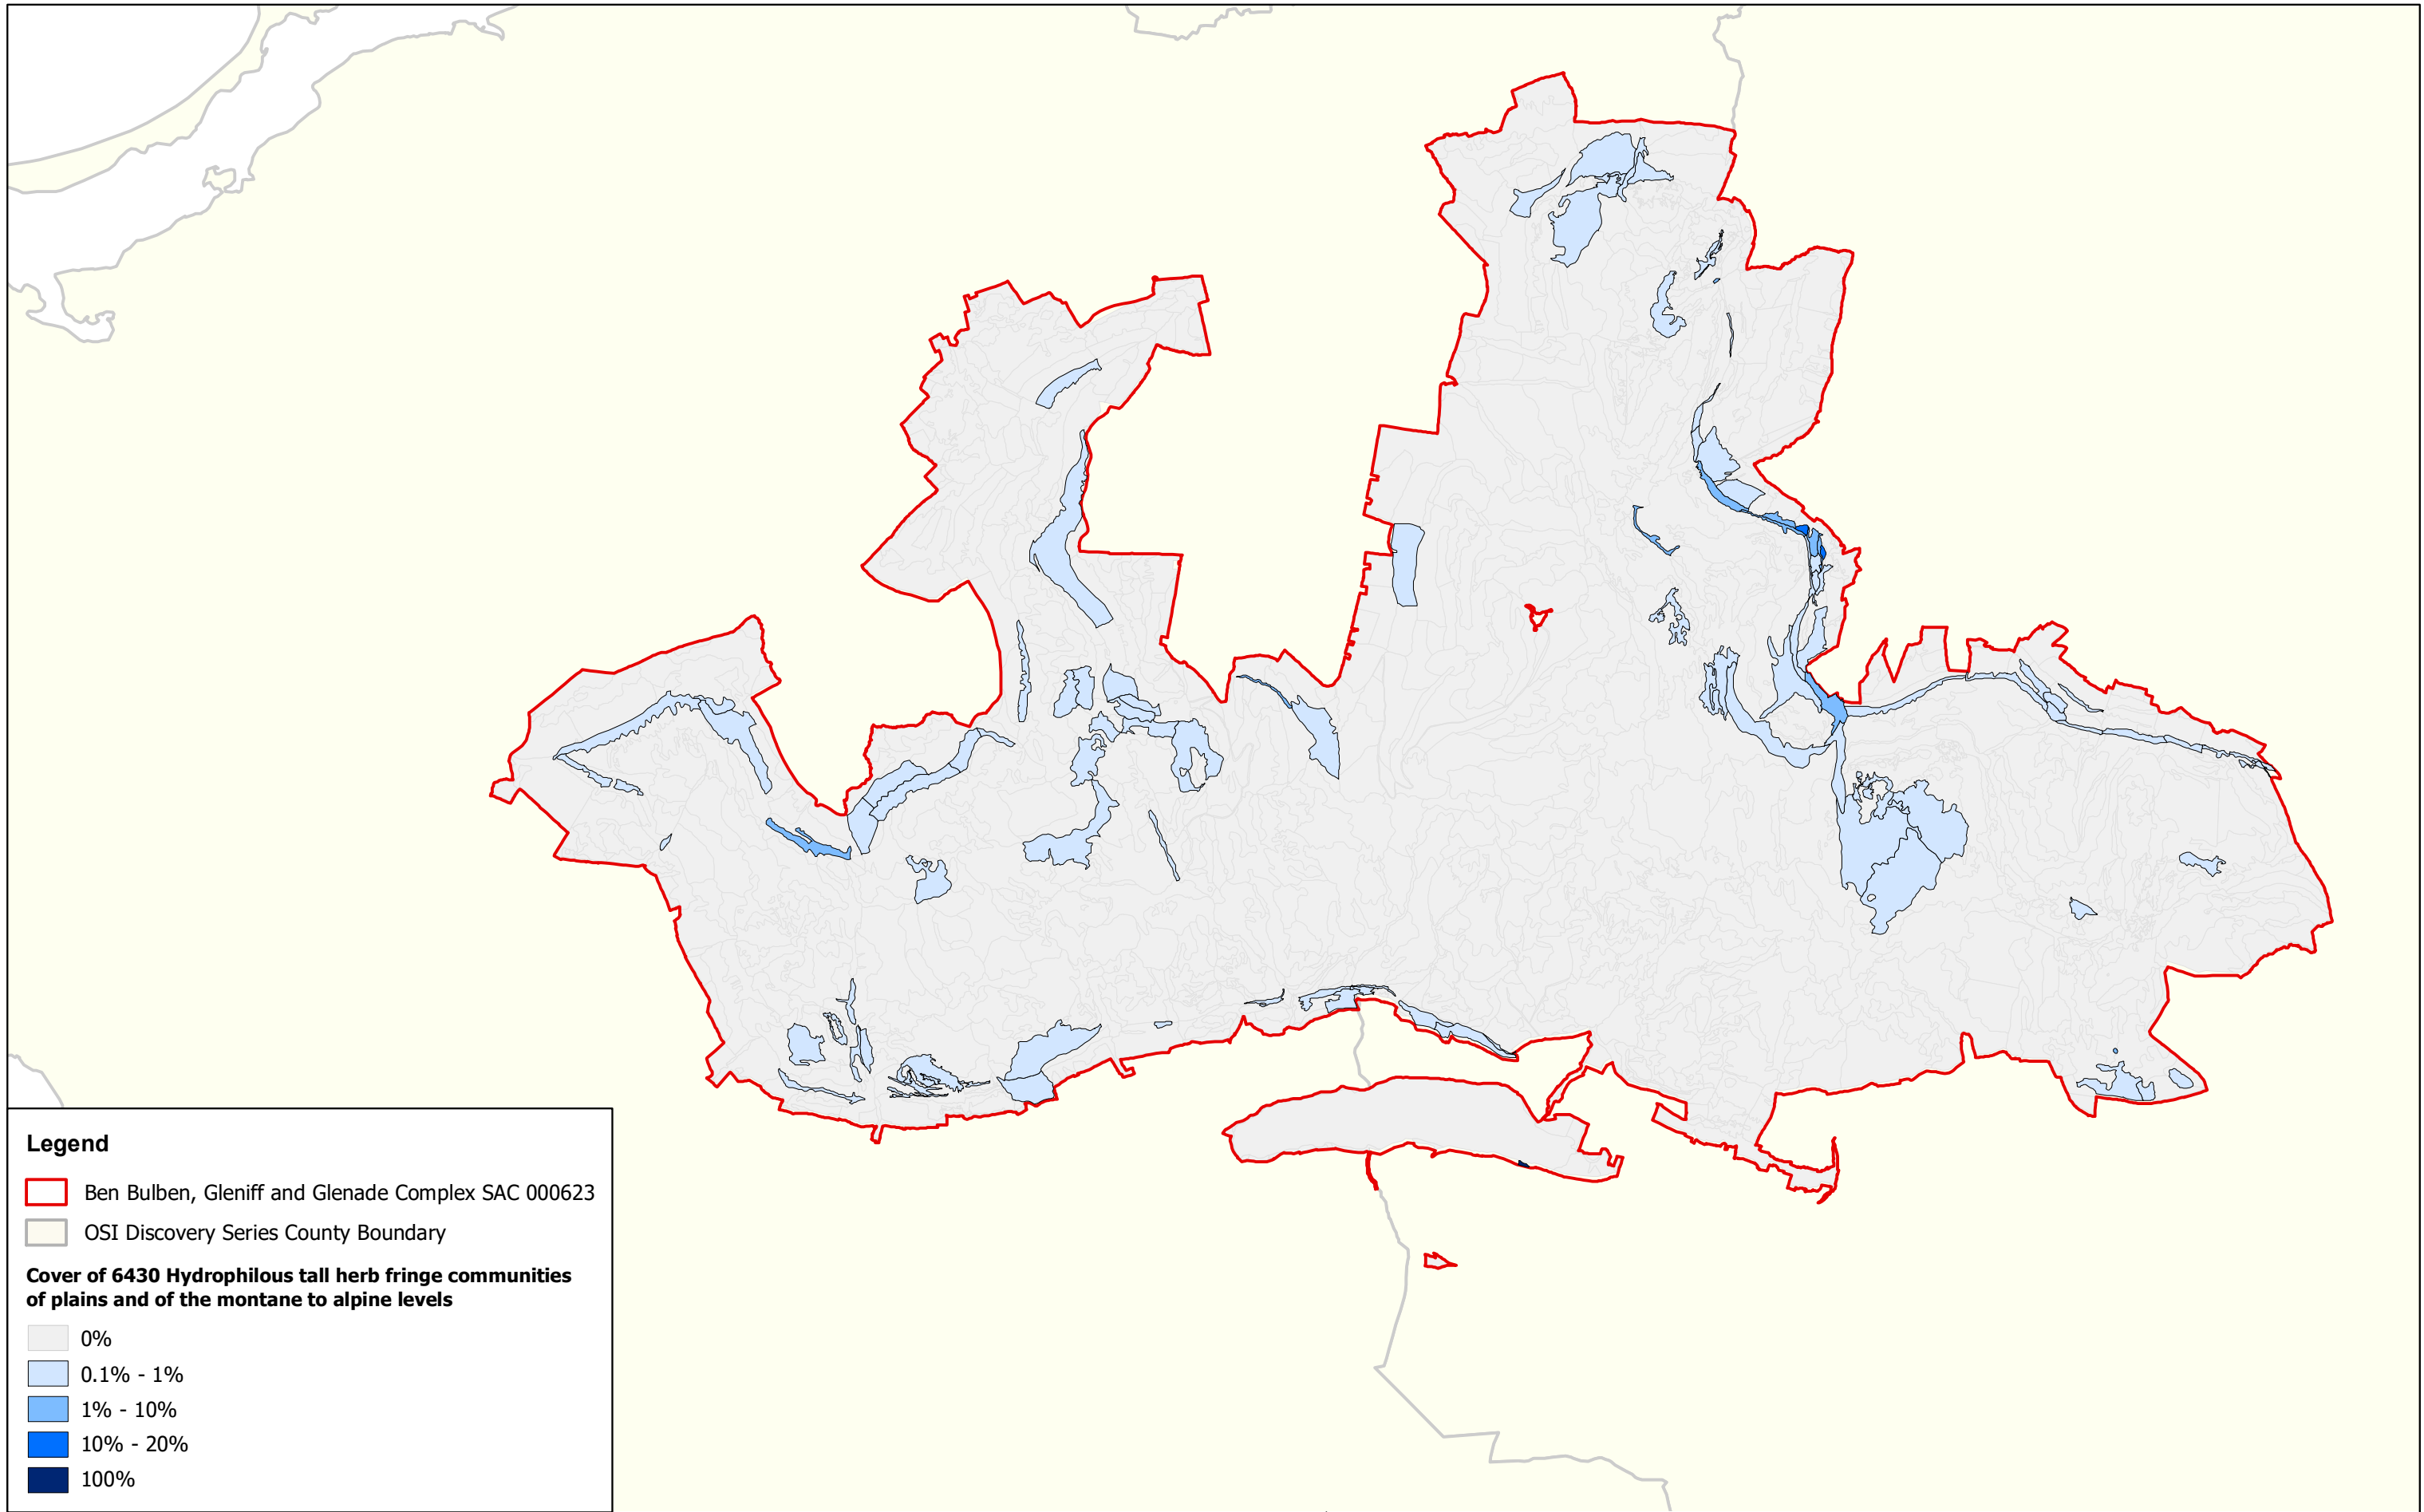 Legend
Ben Bulben, Gleniff and Glenade Complex SAC 000623
OSI Discovery Series County Boundary
Cover of 6430 Hydrophilous tall herb fringe communities
of plains and of the montane to alpine levels
0%
0.1% - 1%
1% - 10%
10% - 20%
100%